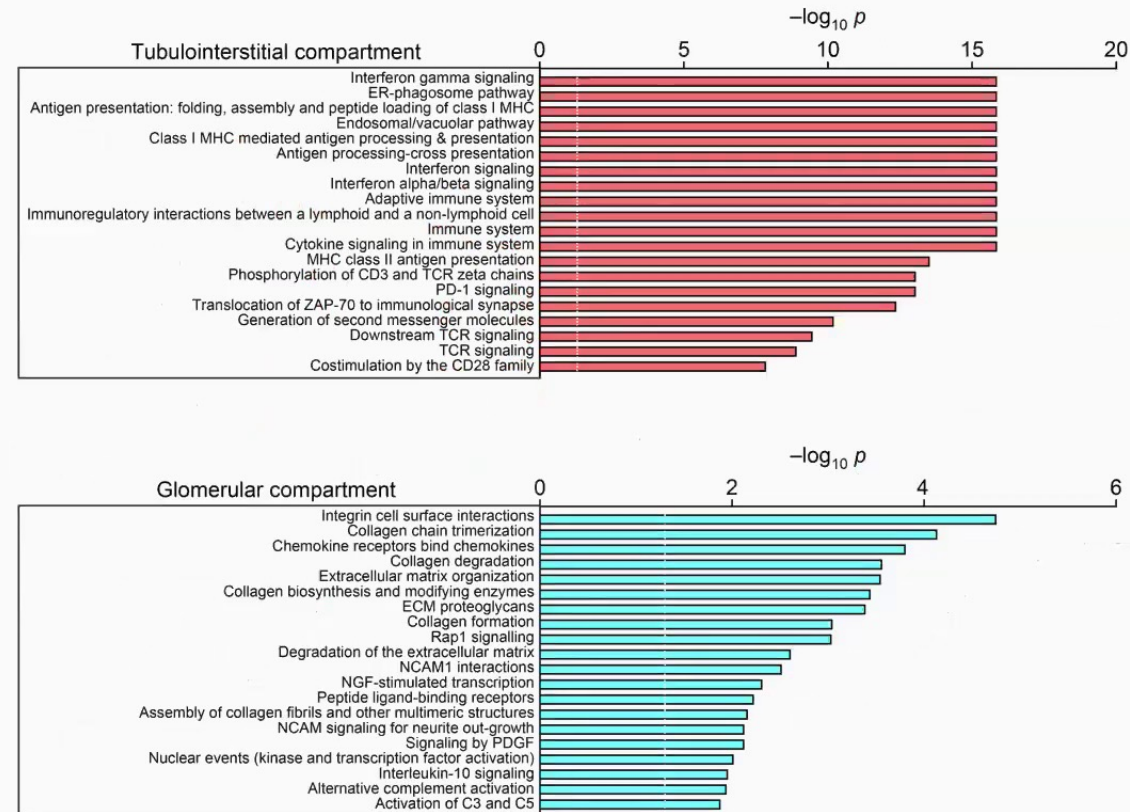 –log10 p
Tubulointerstitial compartment
0 5 10 15 20
Interferon gamma signaling
ER-phagosome pathway
Antigen presentation: folding, assembly and peptide loading of class I MHC
Endosomal/vacuolar pathway
Class I MHC mediated antigen processing & presentation
Antigen processing-cross presentation
Interferon signaling
Interferon alpha/beta signaling
Adaptive immune system
Immunoregulatory interactions between a lymphoid and a non-lymphoid cell
Immune system
Cytokine signaling in immune system
MHC class II antigen presentation
Phosphorylation of CD3 and TCR zeta chains
PD-1 signaling
Translocation of ZAP-70 to immunological synapse
Generation of second messenger molecules
Downstream TCR signaling
TCR signaling
Costimulation by the CD28 family
–log10 p
Glomerular compartment
0 2 4 6
Integrin cell surface interactions
Collagen chain trimerization
Chemokine receptors bind chemokines
Collagen degradation
Extracellular matrix organization
Collagen biosynthesis and modifying enzymes
ECM proteoglycans
Collagen formation
Rap1 signalling
Degradation of the extracellular matrix
NCAM1 interactions
NGF-stimulated transcription
Peptide ligand-binding receptors
Assembly of collagen fibrils and other multimeric structures
NCAM signaling for neurite out-growth
Signaling by PDGF
Nuclear events (kinase and transcription factor activation)
Interleukin-10 signaling
Alternative complement activation
Activation of C3 and C5